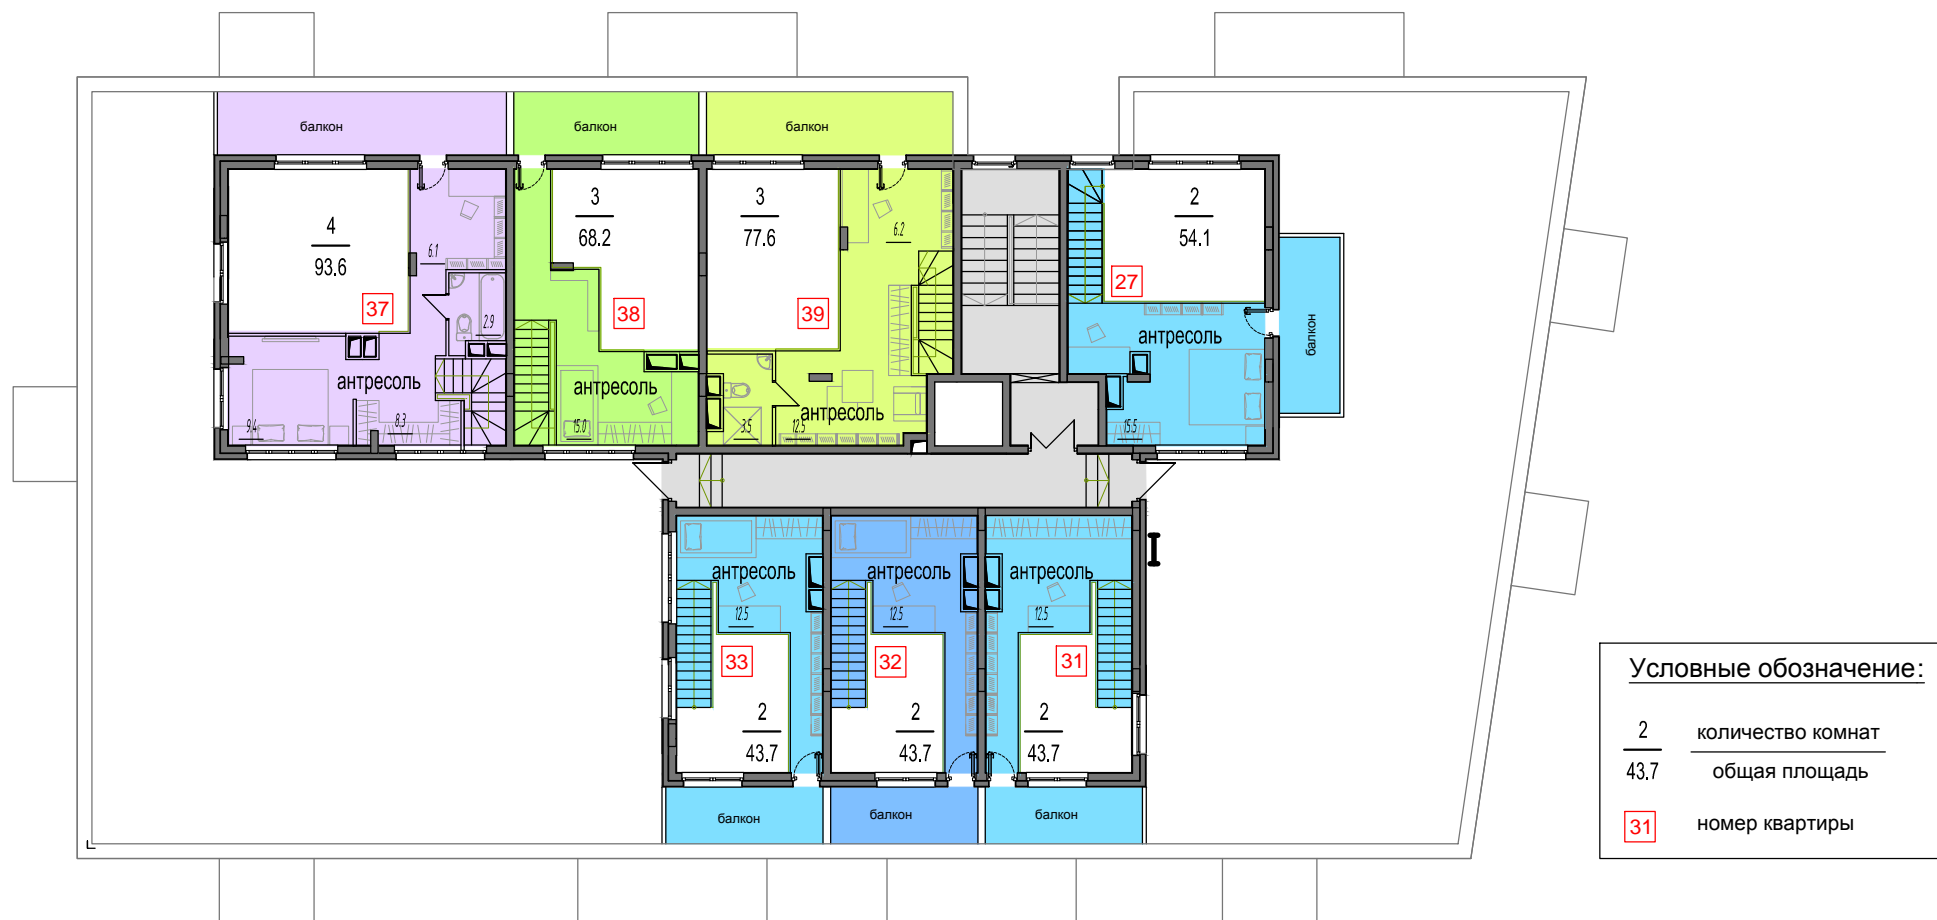 балкон
балкон
балкон
4
93.6
6.1
37
2.9
антресоль
9.4
8.3
3
68.2
38
антресоль
15.0
3
77.6
6.2
39
антресоль
3.5
12.5
2
54.1
27
антресоль
15.5
балкон
антресоль
12.5
33
2
43.7
балкон
антресоль
12.5
32
2
43.7
балкон
антресоль
12.5
31
2
43.7
балкон
I
Условные обозначение:
2
количество комнат
43.7
общая площадь
31
номер квартиры